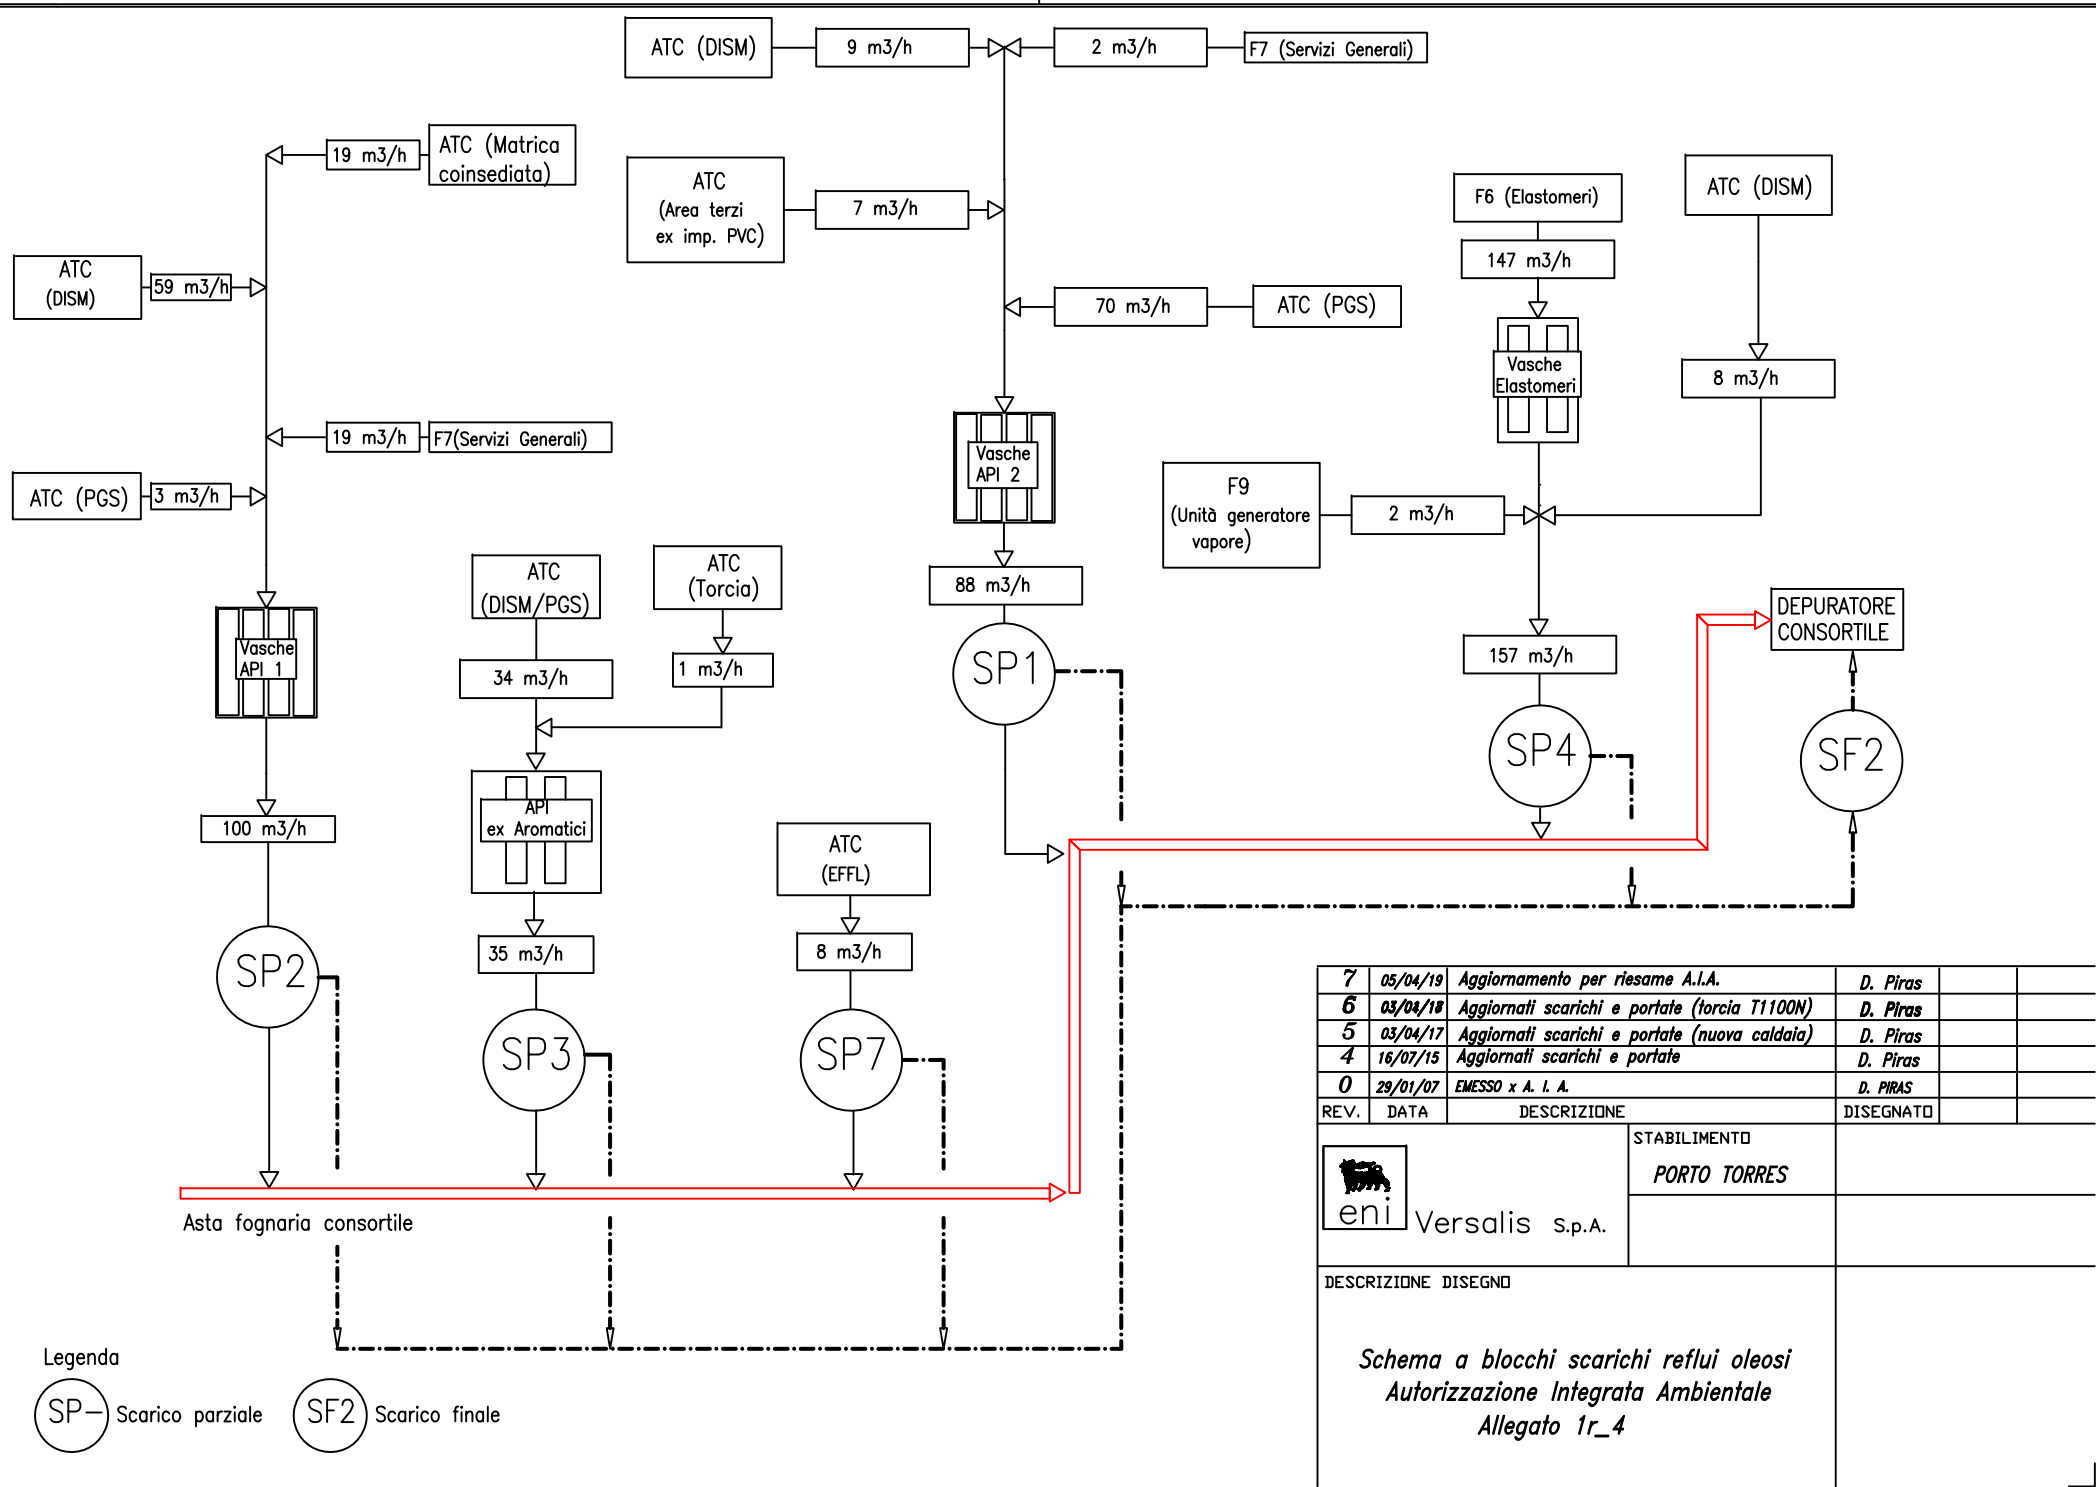 ATC (DISM)
9 m3/h
2 m3/h
F7 (Servizi Generali)
19 m3/h
ATC (Matrica
coinsediata)
ATC
(Area terzi
ex imp. PVC)
7 m3/h
F6 (Elastomeri)
147 m3/h
ATC (DISM)
ATC
(DISM)
59 m3/h
70 m3/h
ATC (PGS)
Vasche
Elastomeri
8 m3/h
19 m3/h
F7(Servizi Generali)
ATC (PGS)
3 m3/h
Vasche
API 2
F9
(Unità generatore
vapore)
2 m3/h
88 m3/h
ATC
(DISM/PGS)
ATC
(Torcia)
Vasche
API 1
34 m3/h
1 m3/h
SP1
157 m3/h
DEPURATORE
CONSORTILE
SP4
SF2
100 m3/h
API
ex Aromatici
ATC
(EFFL)
35 m3/h
8 m3/h
SP2
SP3
SP7
Asta fognaria consortile
Legenda
SP-
Scarico parziale
SF2
Scarico finale
7 05/04/19 Aggiornamento per riesame A.I.A. D. Piras
6 03/04/18 Aggiornati scarichi e portate (torcia T1100N) D. Piras
5 03/04/17 Aggiornati scarichi e portate (nuova caldaia) D. Piras
4 16/07/15 Aggiornati scarichi e portate D. Piras
0 29/01/07 EMESSO x A. I. A. D. PIRAS
REV. DATA DESCRIZIONE DISEGNATO
eni
Versalis S.p.A.
STABILIMENTO
PORTO TORRES
DESCRIZIONE DISEGNO
Schema a blocchi scarichi reflui oleosi
Autorizzazione Integrata Ambientale
Allegato 1r_4